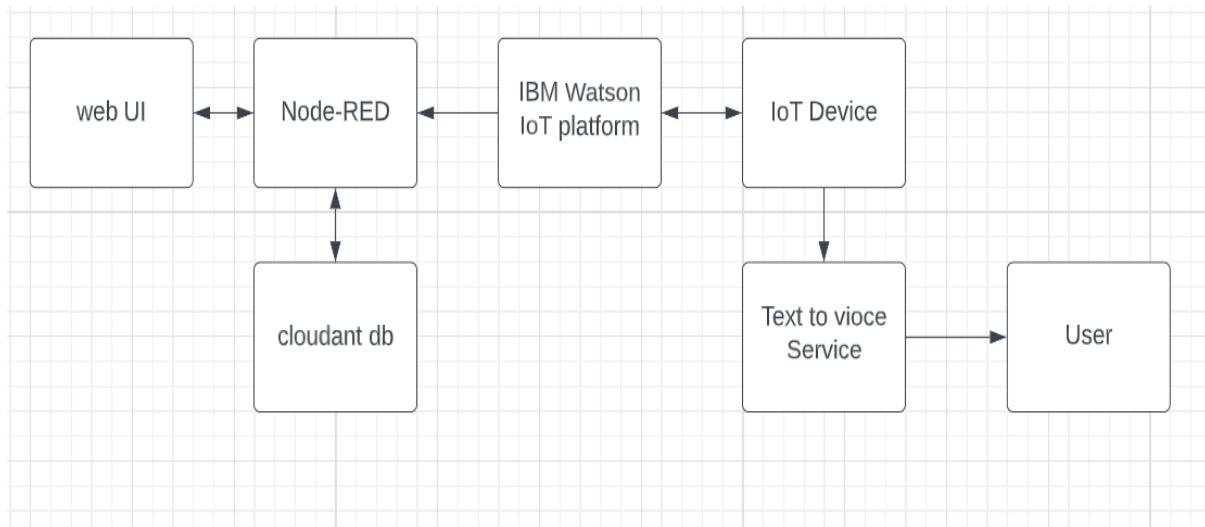 web UI
Node-RED
IBM Watson
IoT platform
IoT Device
cloudant db
Text to vioce
Service
User